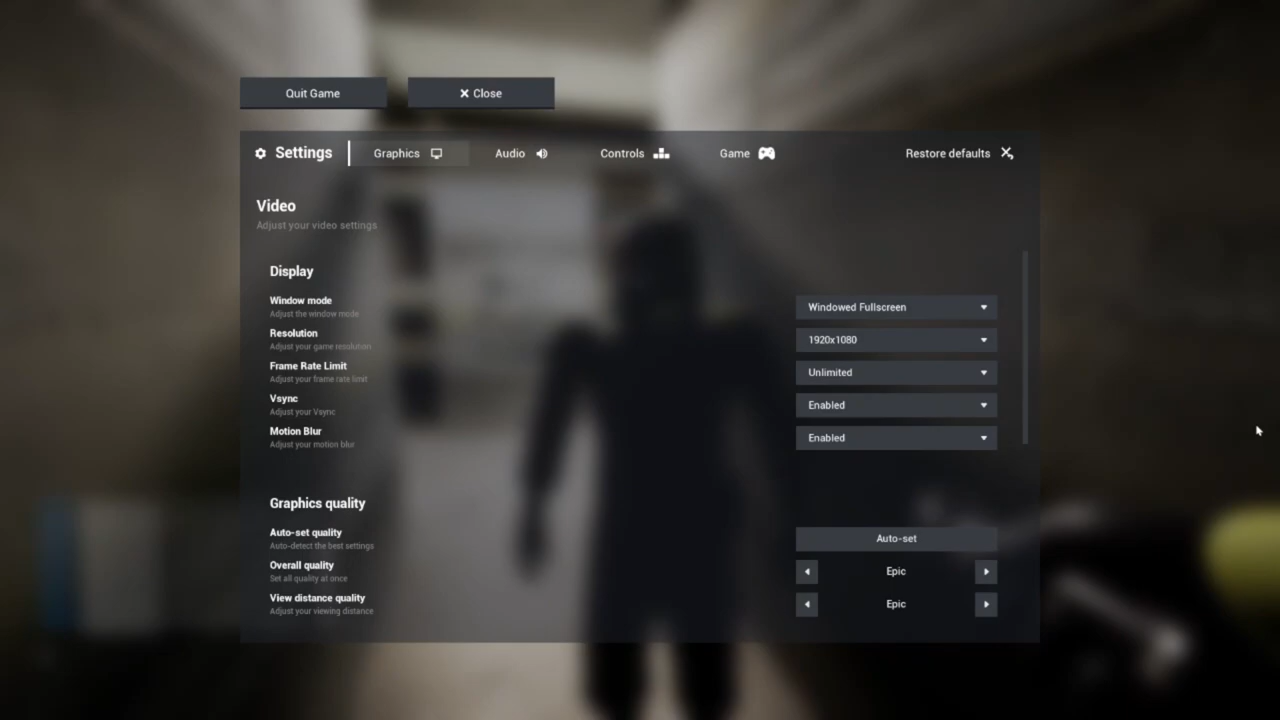 Quit Game
Close
Settings
Graphics
Audio
Controls
Game
Restore defaults
Video
Adjust your video settings
Display
Window mode
Adjust the window mode
Windowed Fullscreen
Resolution
Adjust your game resolution
1920x1080
Frame Rate Limit
Adjust your frame rate limit
Unlimited
Vsync
Adjust your Vsync
Enabled
Motion Blur
Adjust your motion blur
Enabled
Graphics quality
Auto-set quality
Auto-detect the best settings
Auto-set
Overall quality
Set all quality at once
Epic
View distance quality
Adjust your viewing distance
Epic